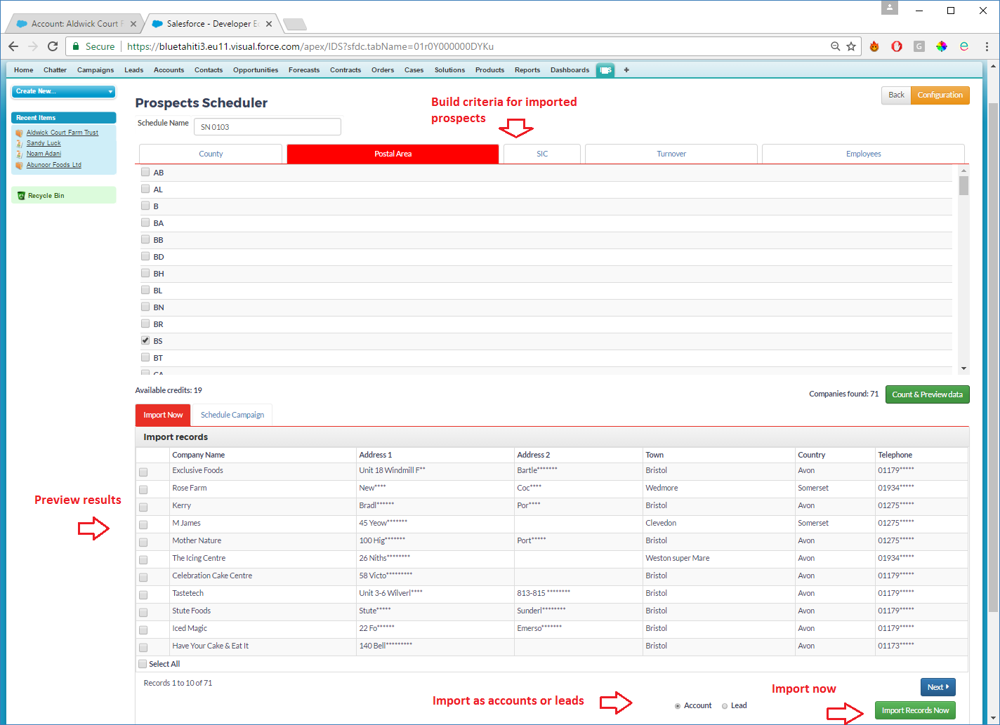 Account: Aldwick Court F
Salesforce - Developer Ed
Secure
https://bluetahiti3.eu11.visual.force.com/apex/IDS?sfdc.tabName=01r0Y000000DYKu
Home Chatter Campaigns Leads Accounts Contacts Opportunities Forecasts Contracts Orders Cases Solutions Products Reports Dashboards +
Create New...
Recent Items
Aldwick Court Farm Trust
Sandy Luck
Noam Adani
Abunoor Foods Ltd
Recycle Bin
Prospects Scheduler
Build criteria for imported
prospects
Back Configuration
Schedule Name SN 0103
County Postal Area SIC Turnover Employees
AB
AL
B
BA
BB
BD
BH
BL
BN
BR
BS
BT
CA
Available credits: 19
Companies found: 71 Count & Preview data
Import Now Schedule Campaign
Import records
Company Name Address 1 Address 2 Town Country Telephone
Exclusive Foods Unit 18 Windmill F** Bartle******* Bristol Avon 01179*****
Rose Farm New**** Coc**** Wedmore Somerset 01934*****
Kerry Bradl****** Por**** Bristol Avon 01275*****
M James 45 Yeow******* Clevedon Somerset 01275*****
Mother Nature 100 Hig******* Port***** Bristol Avon 01275*****
The Icing Centre 26 Niths******** Weston super Mare Avon 01934*****
Celebration Cake Centre 58 Victo********* Bristol Avon 01179*****
Tastetech Unit 3-6 Wilverl**** 813-815 ******** Bristol Avon 01179*****
Stute Foods Stute***** Sunderl******** Bristol Avon 01179*****
Iced Magic 22 Fo****** Emerso******* Bristol Avon 01179*****
Have Your Cake & Eat It 140 Bell********* Bristol Avon 01173*****
Select All
Preview results
Records 1 to 10 of 71
Next
Import as accounts or leads
Account Lead
Import now
Import Records Now